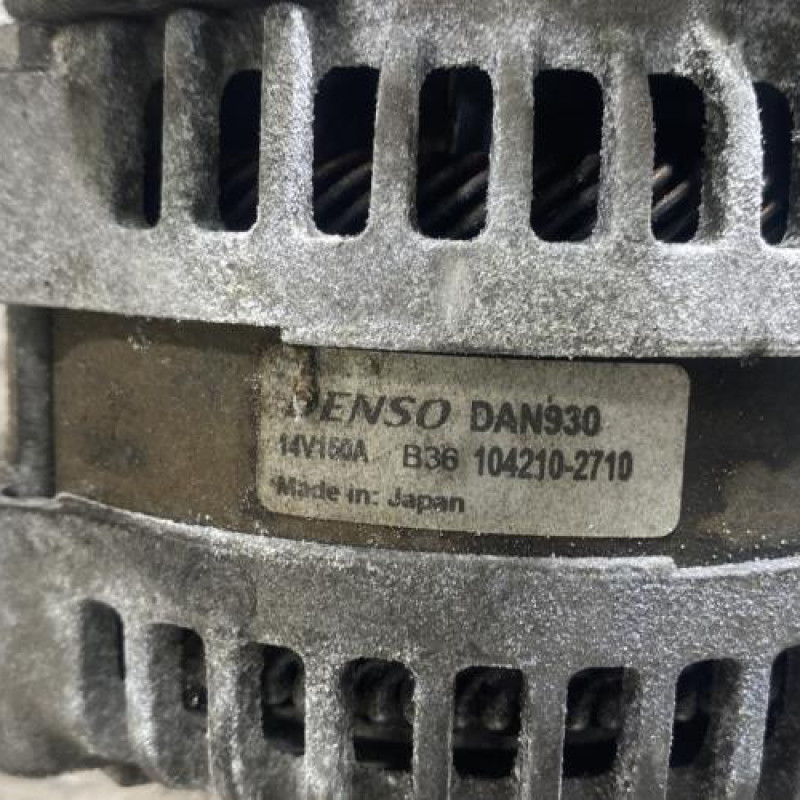 DENSO DAN930
14V150A B36 104210-2710
Made in: Japan